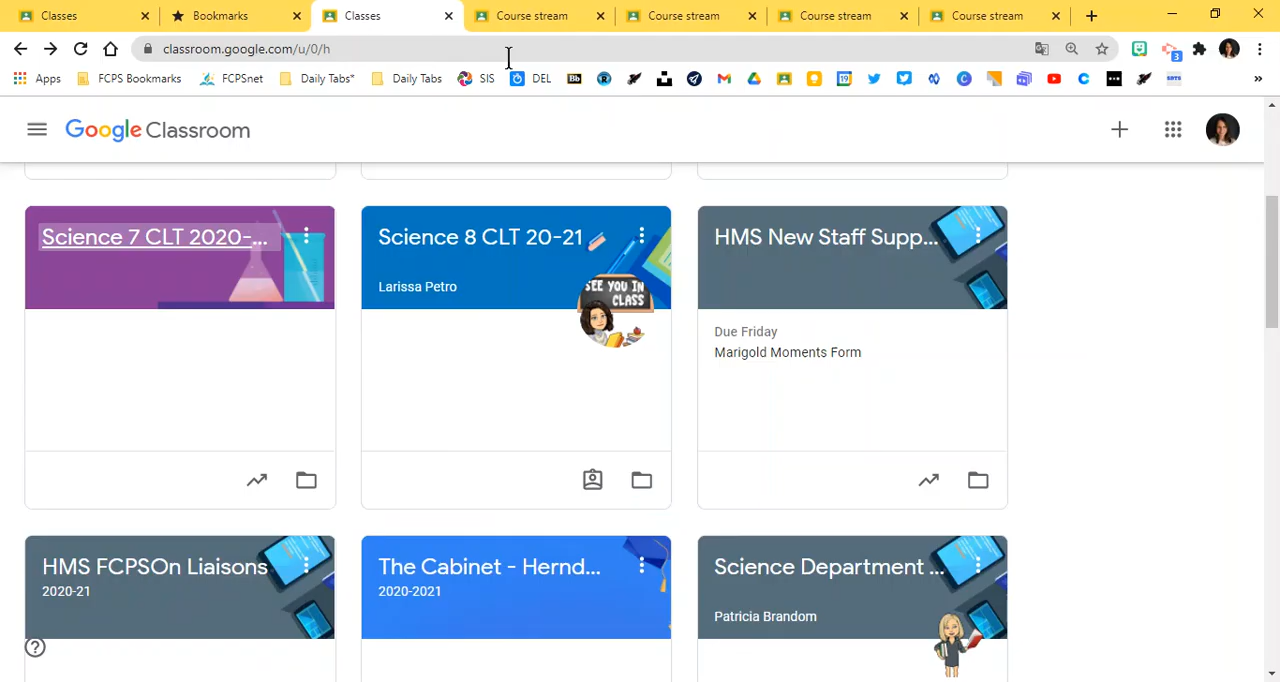 Classes
Bookmarks
Classes
Course stream
Course stream
Course stream
Course stream
classroom.google.com/u/0/h
Apps
FCPS Bookmarks
FCPSnet
Daily Tabs*
Daily Tabs
SIS
DEL
Bb
19
3
Google Classroom
Science 7 CLT 2020-...
Science 8 CLT 20-21
Larissa Petro
SEE YOU IN
CLASS
HMS New Staff Supp...
Due Friday
Marigold Moments Form
HMS FCPSOn Liaisons
2020-21
The Cabinet - Hernd...
2020-2021
Science Department ...
Patricia Brandom